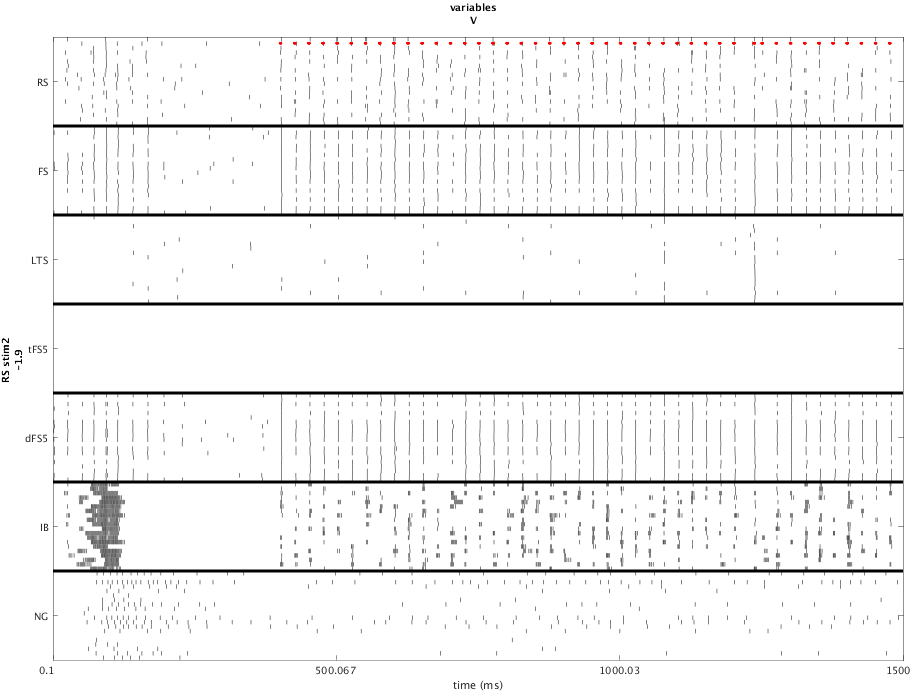 variables
V
RS
FS
LTS
tFS5
dFS5
IB
NG
RS stim2
-1.9
0.1
500.067
1000.03
1500
time (ms)